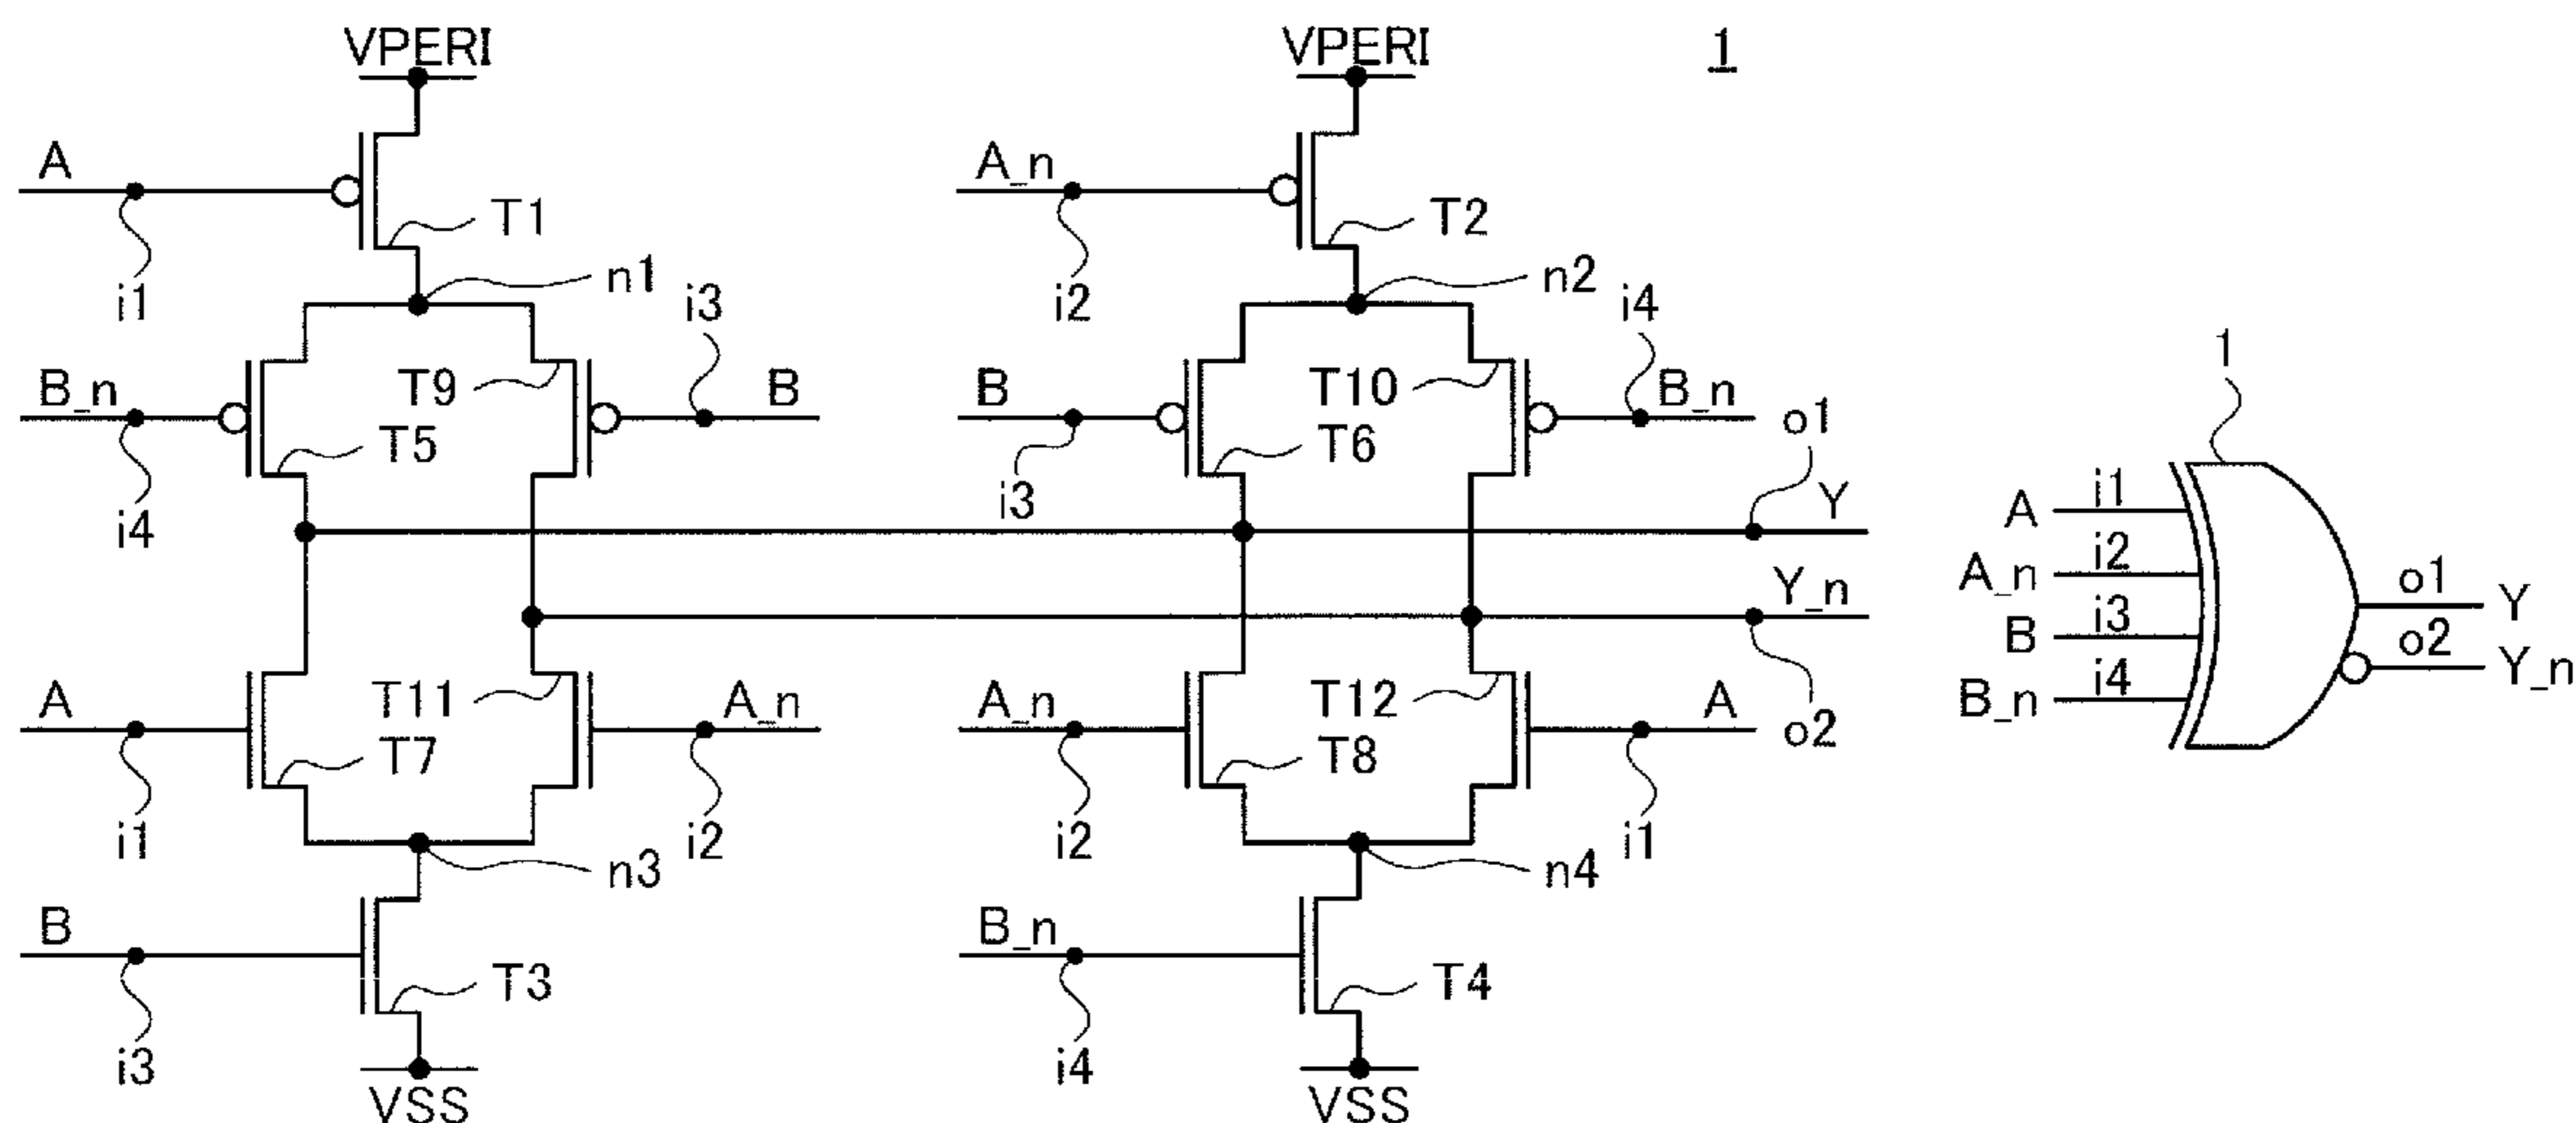 VPERI
VPERI
1
A
A_n
T1
T2
i1
n1
i3
i2
n2
i4
1
B_n
T9
B
B
T10
B_n
o1
i4
T5
i3
T6
Y
A
i1
A_n
i2
B
i3
B_n
i4
o1
Y
o2
Y_n
Y_n
A
T11
A_n
A_n
T12
A
o2
i1
T7
i2
i2
T8
i1
n3
n4
B
B_n
i3
T3
i4
T4
VSS
VSS